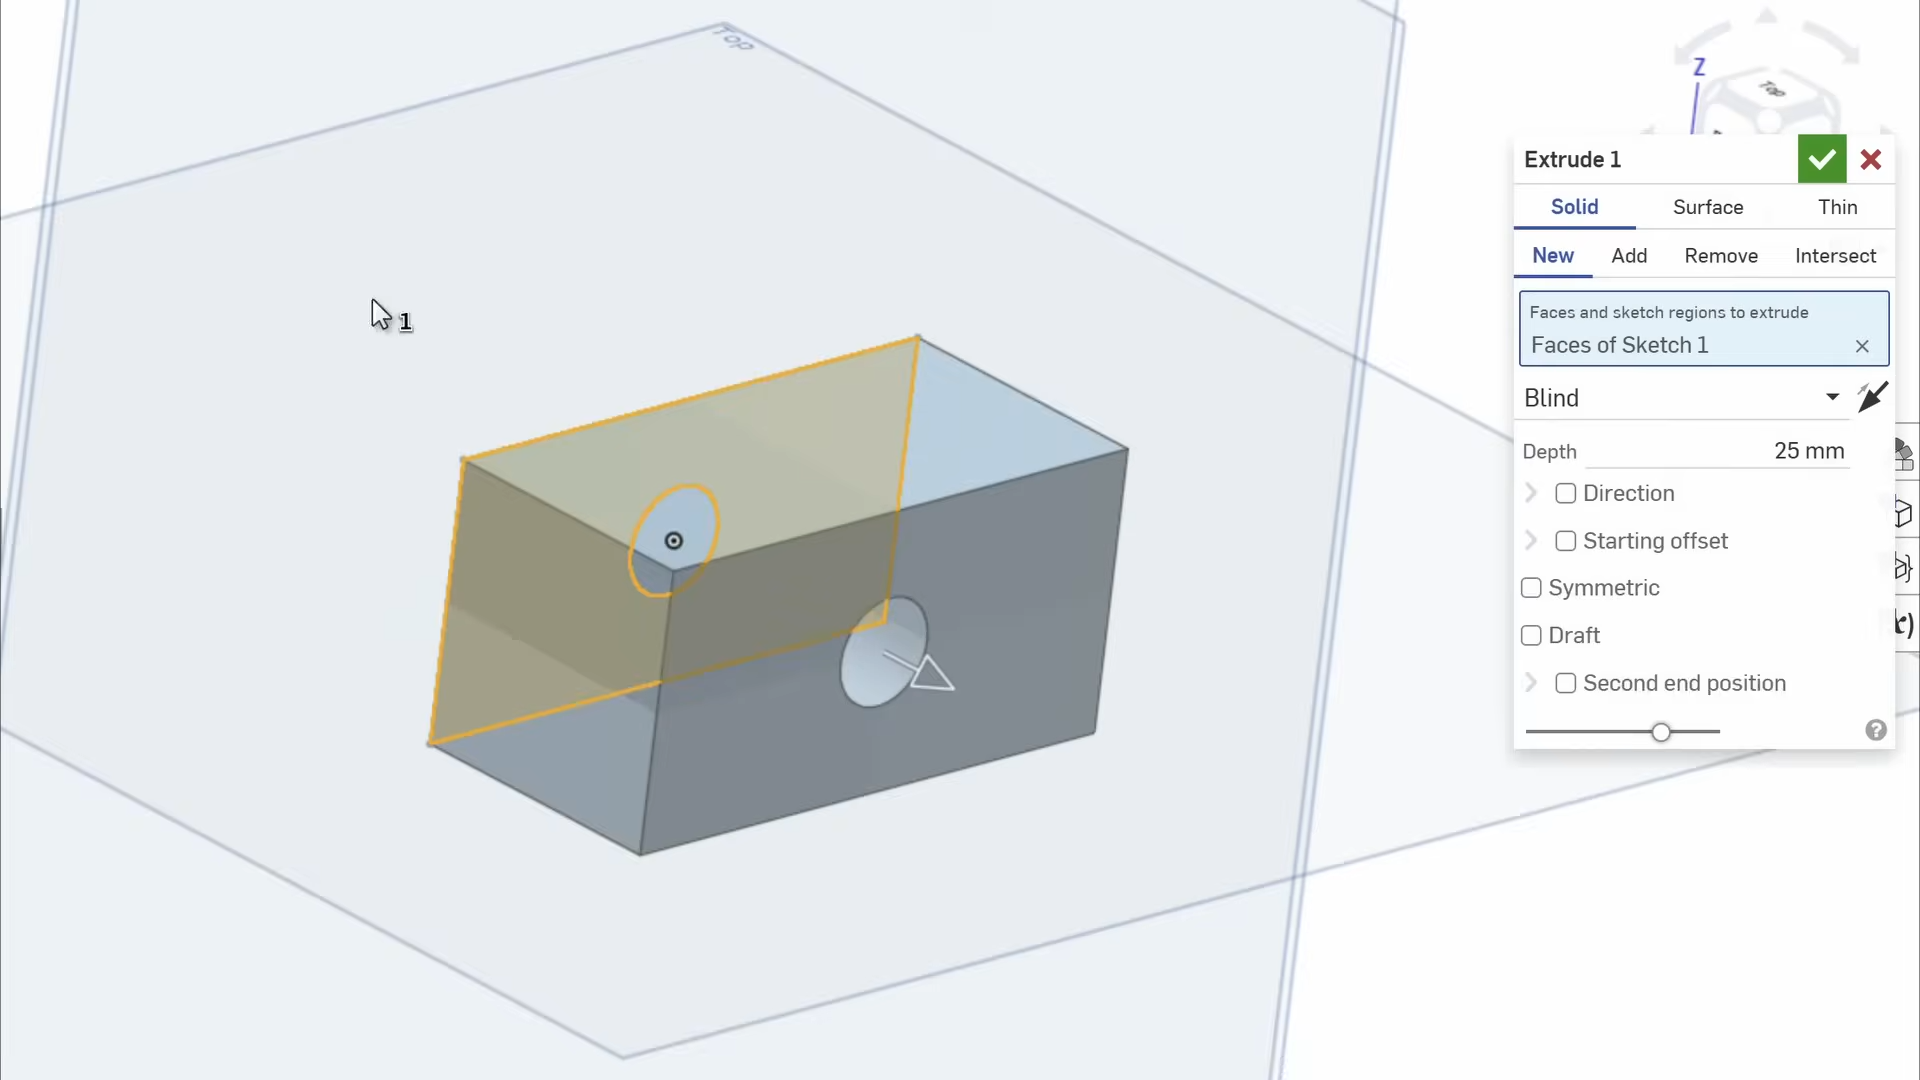 Top
Z
Top
1
Extrude 1
Solid Surface Thin
New Add Remove Intersect
Faces and sketch regions to extrude
Faces of Sketch 1
Blind
Depth 25 mm
Direction
Starting offset
Symmetric
Draft
Second end position
?